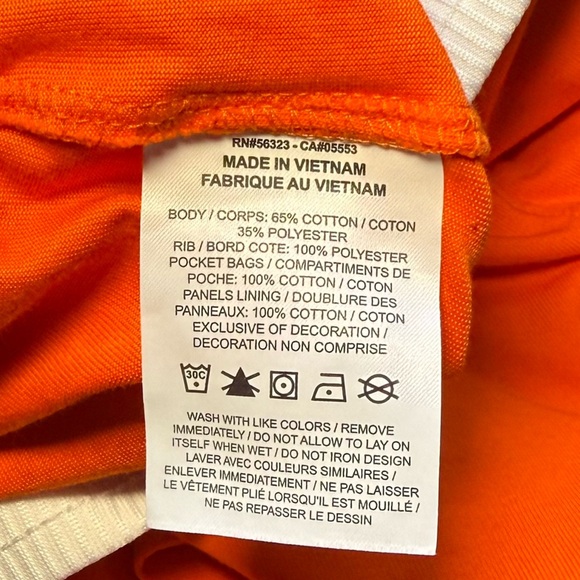 RN#56323 - CA#05553
MADE IN VIETNAM
FABRIQUE AU VIETNAM
BODY / CORPS: 65% COTTON / COTON
35% POLYESTER
RIB / BORD COTE: 100% POLYESTER
POCKET BAGS / COMPARTIMENTS DE
POCHE: 100% COTTON / COTON
PANELS LINING / DOUBLURE DES
PANNEAUX: 100% COTTON / COTON
EXCLUSIVE OF DECORATION /
DECORATION NON COMPRISE
30C
WASH WITH LIKE COLORS / REMOVE
IMMEDIATELY / DO NOT ALLOW TO LAY ON
ITSELF WHEN WET / DO NOT IRON DESIGN
LAVER AVEC COULEURS SIMILAIRES /
ENLEVER IMMEDIATEMENT / NE PAS LAISSER
LE VÊTEMENT PLIÉ LORSQU'IL EST MOUILLÉ /
NE PAS REPASSER LE DESSIN